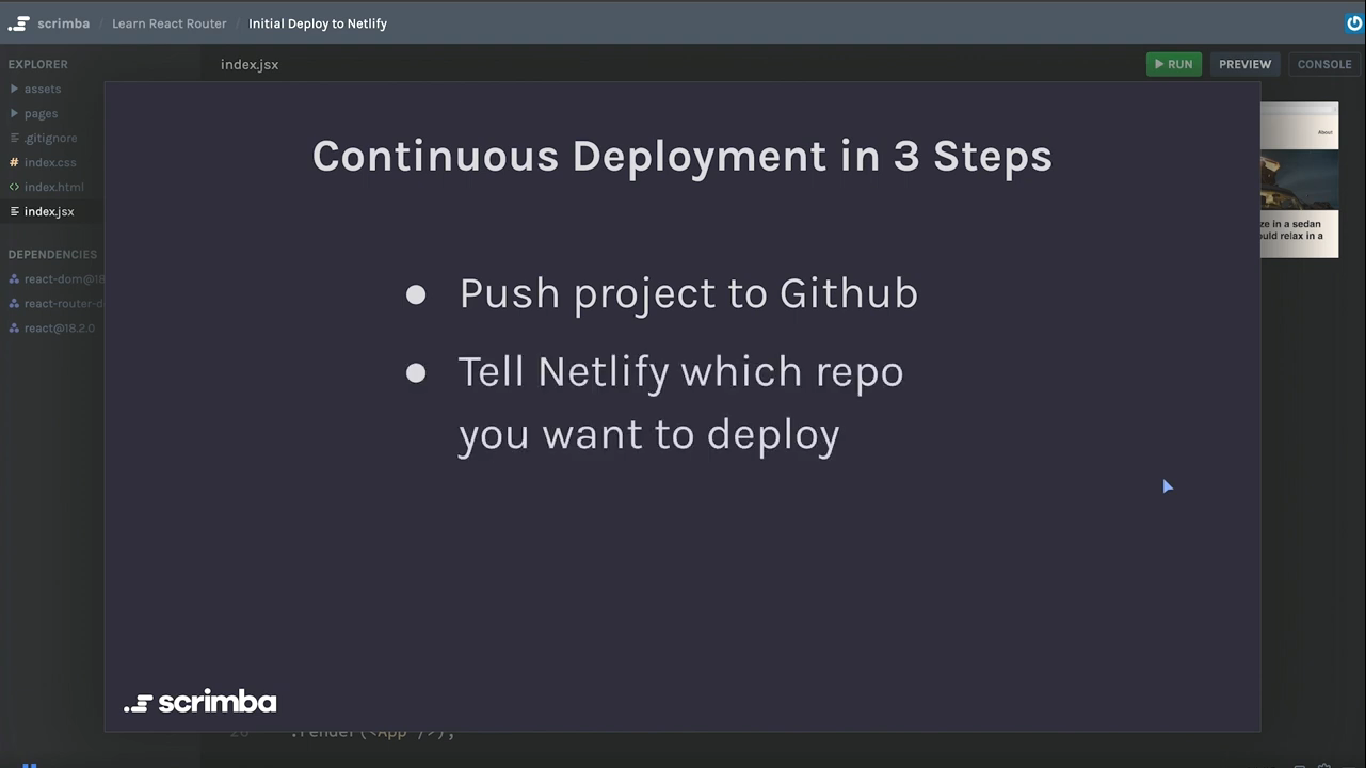 scrimba / Learn React Router / Initial Deploy to Netlify
EXPLORER
index.jsx
RUN
PREVIEW
CONSOLE
assets
pages
.gitignore
index.css
index.html
index.jsx
DEPENDENCIES
react-dom@18
react-router-d
react@18.2.0
About
ze in a sedan
ould relax in a
Continuous Deployment in 3 Steps
● Push project to Github
● Tell Netlify which repo
you want to deploy
scrimba
.render(<App />);